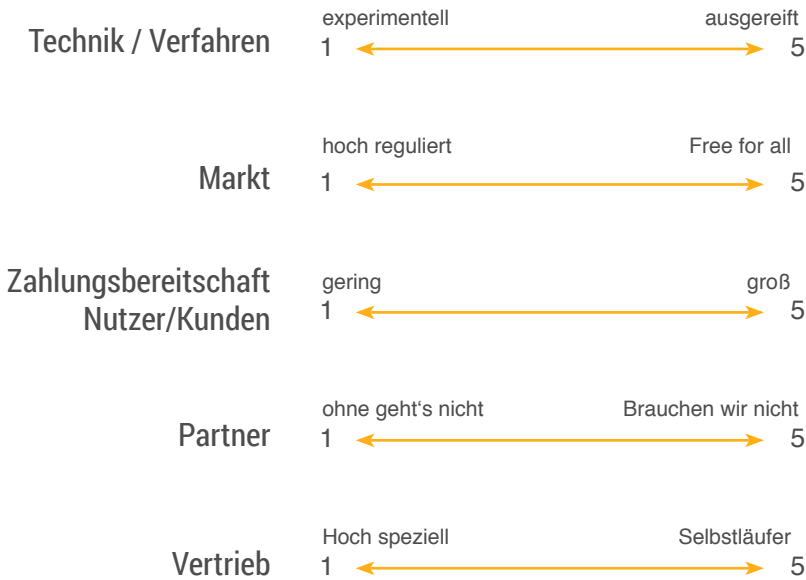 Technik / Verfahren
experimentell ausgereift
1 5
Markt
hoch reguliert Free for all
1 5
Zahlungsbereitschaft
Nutzer/Kunden
gering groß
1 5
Partner
ohne geht‘s nicht Brauchen wir nicht
1 5
Vertrieb
Hoch speziell Selbstläufer
1 5